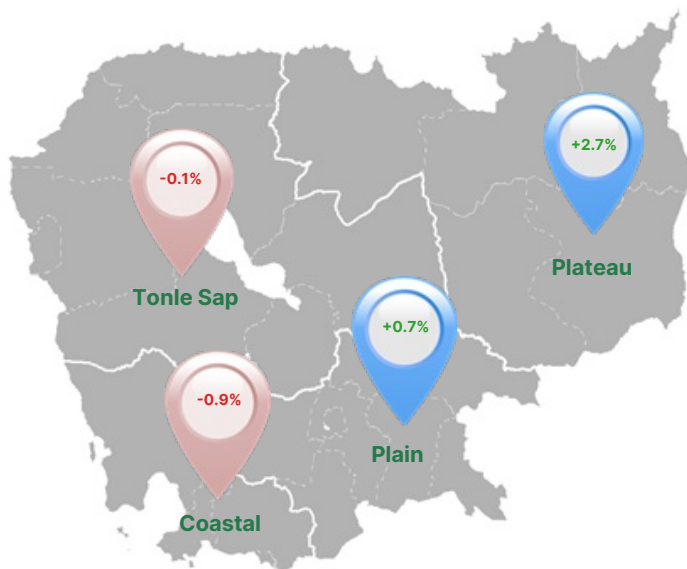 +2.7%
-0.1%
Plateau
Tonle Sap
+0.7%
-0.9%
Plain
Coastal